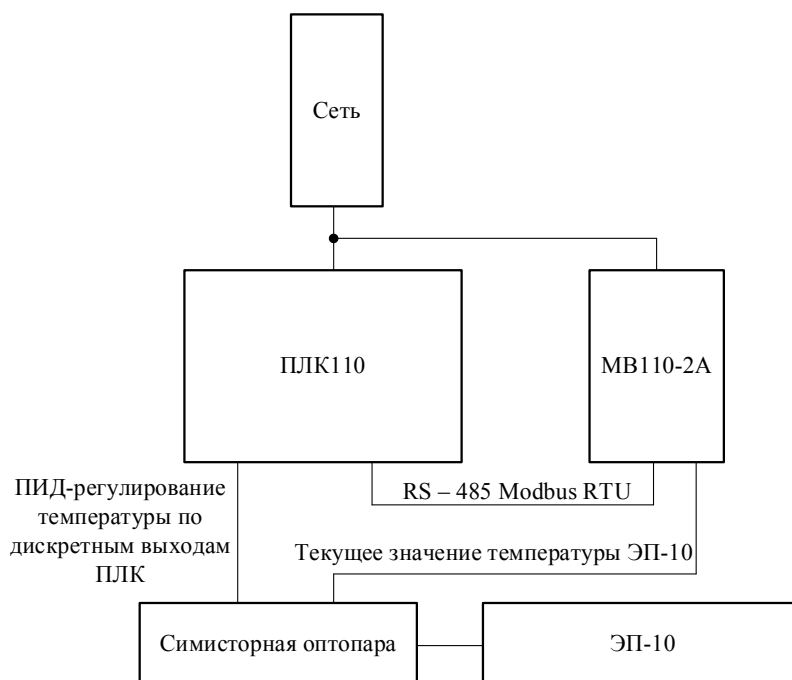 Сеть
ПЛК110
МВ110-2А
ПИД-регулирование
температуры по
дискретным выходам
ПЛК
RS – 485 Modbus RTU
Текущее значение температуры ЭП-10
Симисторная оптопара
ЭП-10